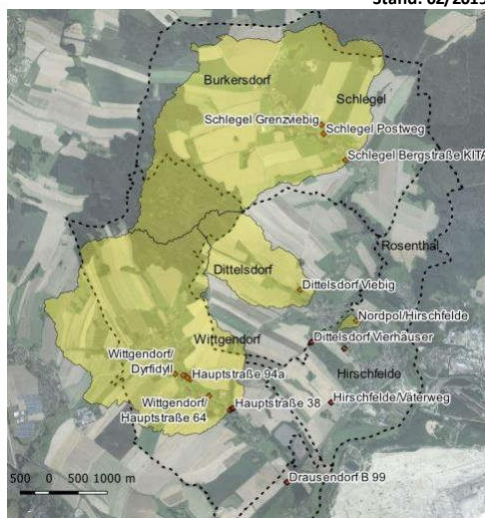 Stand: 02/2019
Burkersdorf
Schlegel
Schlegel Grenzviebig
Schlegel Postweg
Schlegel Bergstraße KITA
Rosenthal
Dittelsdorf
Dittelsdorf Viebig
Nordpol/Hirschfelde
Wittgendorf
Dittelsdorf Vierhäuser
Wittgendorf/
Dyrfidyll
Hauptstraße 94a
Hirschfelde
Wittgendorf/
Hauptstraße 64
Hauptstraße 38
Hirschfelde/Vaterweg
Drausendorf B 99
500 0 500 1000 m